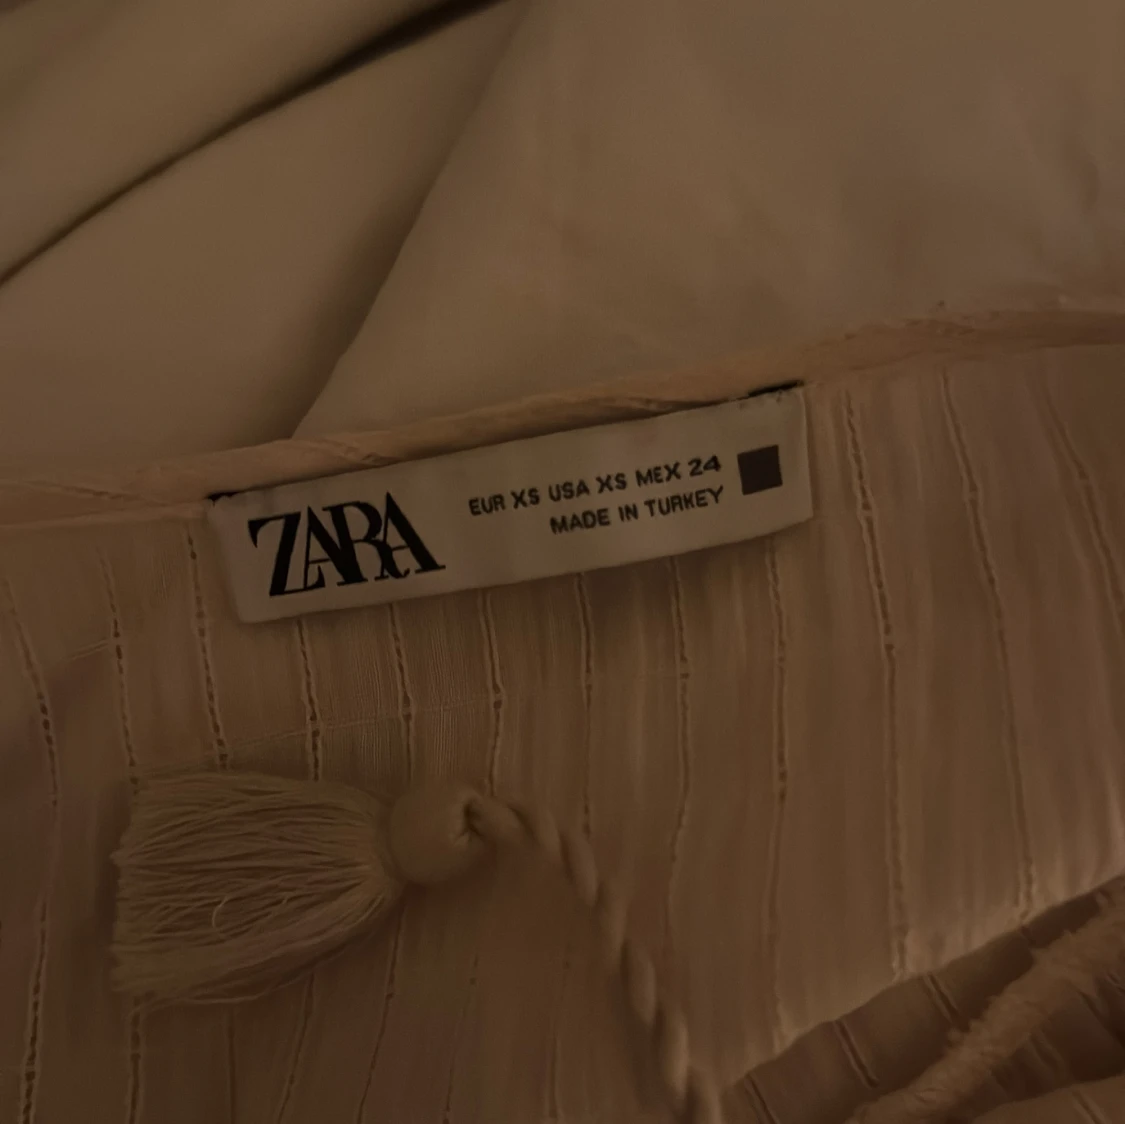 ZARA
EUR XS USA XS MEX 24
MADE IN TURKEY